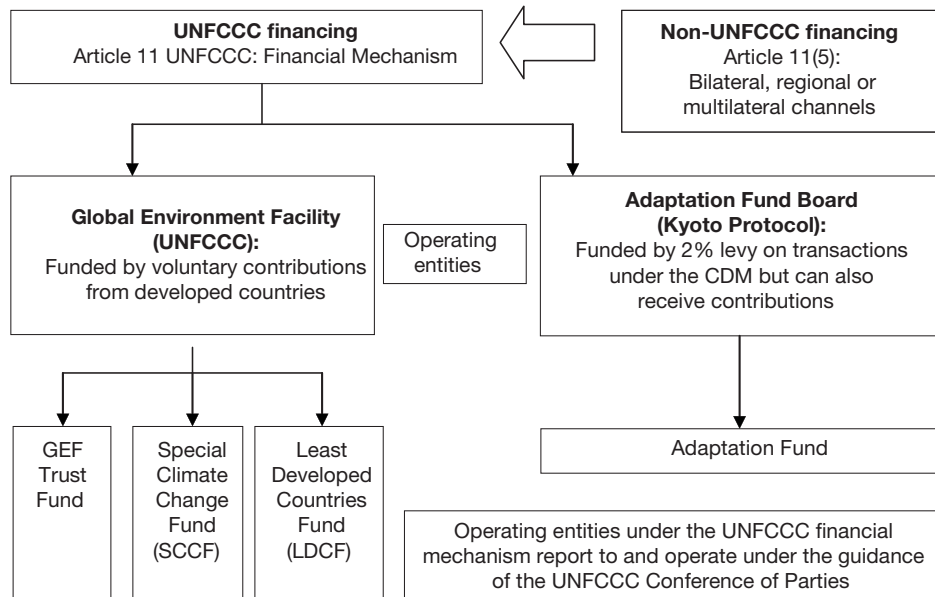 UNFCCC financing
Article 11 UNFCCC: Financial Mechanism
Non-UNFCCC financing
Article 11(5):
Bilateral, regional or
multilateral channels
Global Environment Facility
(UNFCCC):
Funded by voluntary contributions
from developed countries
Operating
entities
Adaptation Fund Board
(Kyoto Protocol):
Funded by 2% levy on transactions
under the CDM but can also
receive contributions
GEF
Trust
Fund
Special
Climate
Change
Fund
(SCCF)
Least
Developed
Countries
Fund
(LDCF)
Adaptation Fund
Operating entities under the UNFCCC financial
mechanism report to and operate under the guidance
of the UNFCCC Conference of Parties